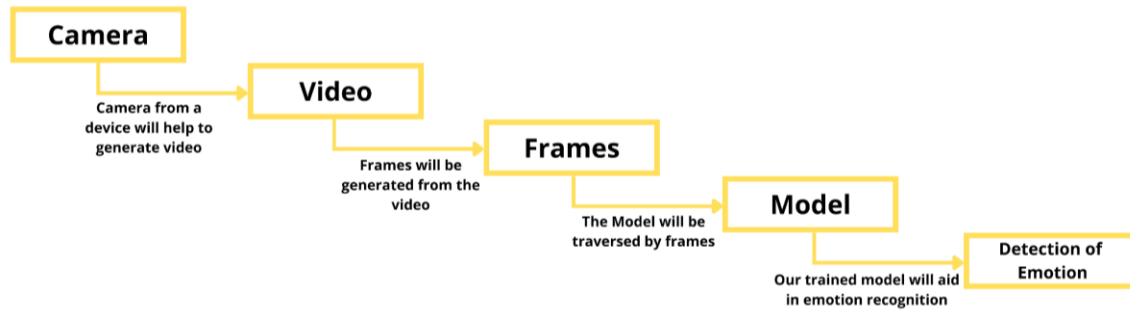 Camera
Camera from a
device will help to
generate video
Video
Frames will be
generated from the
video
Frames
The Model will be
traversed by frames
Model
Our trained model will aid
in emotion recognition
Detection of
Emotion